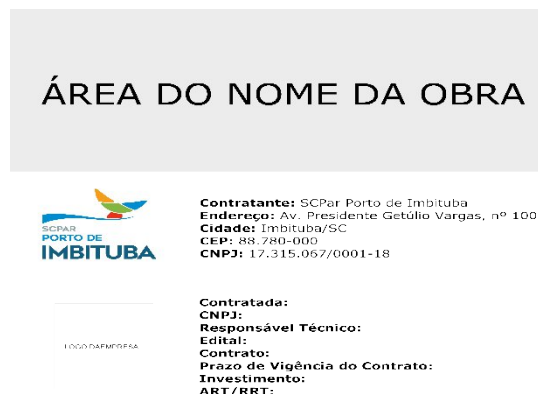 ÁREA DO NOME DA OBRA
SCPAR
PORTO DE
IMBITUBA
Contratante: SCPar Porto de Imbituba
Endereço: Av. Presidente Getúlio Vargas, nº 100
Cidade: Imbituba/SC
CEP: 88.780-000
CNPJ: 17.315.067/0001-18
LOGO DA EMPRESA
Contratada:
CNPJ:
Responsável Técnico:
Edital:
Contrato:
Prazo de Vigência do Contrato:
Investimento:
ART/RRT: